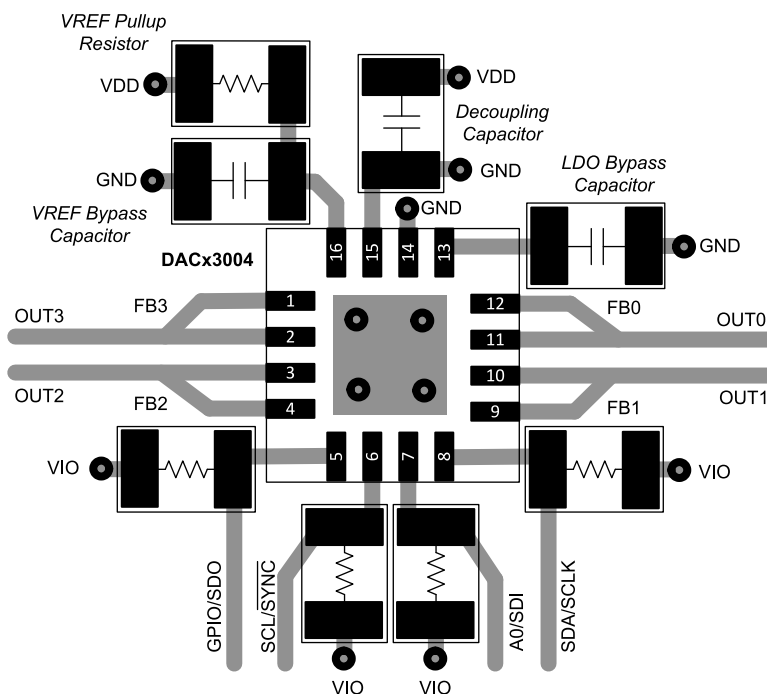 VREF Pullup
Resistor
VDD
VDD
Decoupling
Capacitor
GND
GND
VREF Bypass
Capacitor
LDO Bypass
Capacitor
GND
GND
DACx3004
16
15
14
13
1
2
3
4
12
11
10
9
FB3
OUT3
OUT2
FB2
FB0
OUT0
OUT1
FB1
5
6
7
8
VIO
VIO
GPIO/SDO
SCL/SYNC
A0/SDI
SDA/SCLK
VIO
VIO